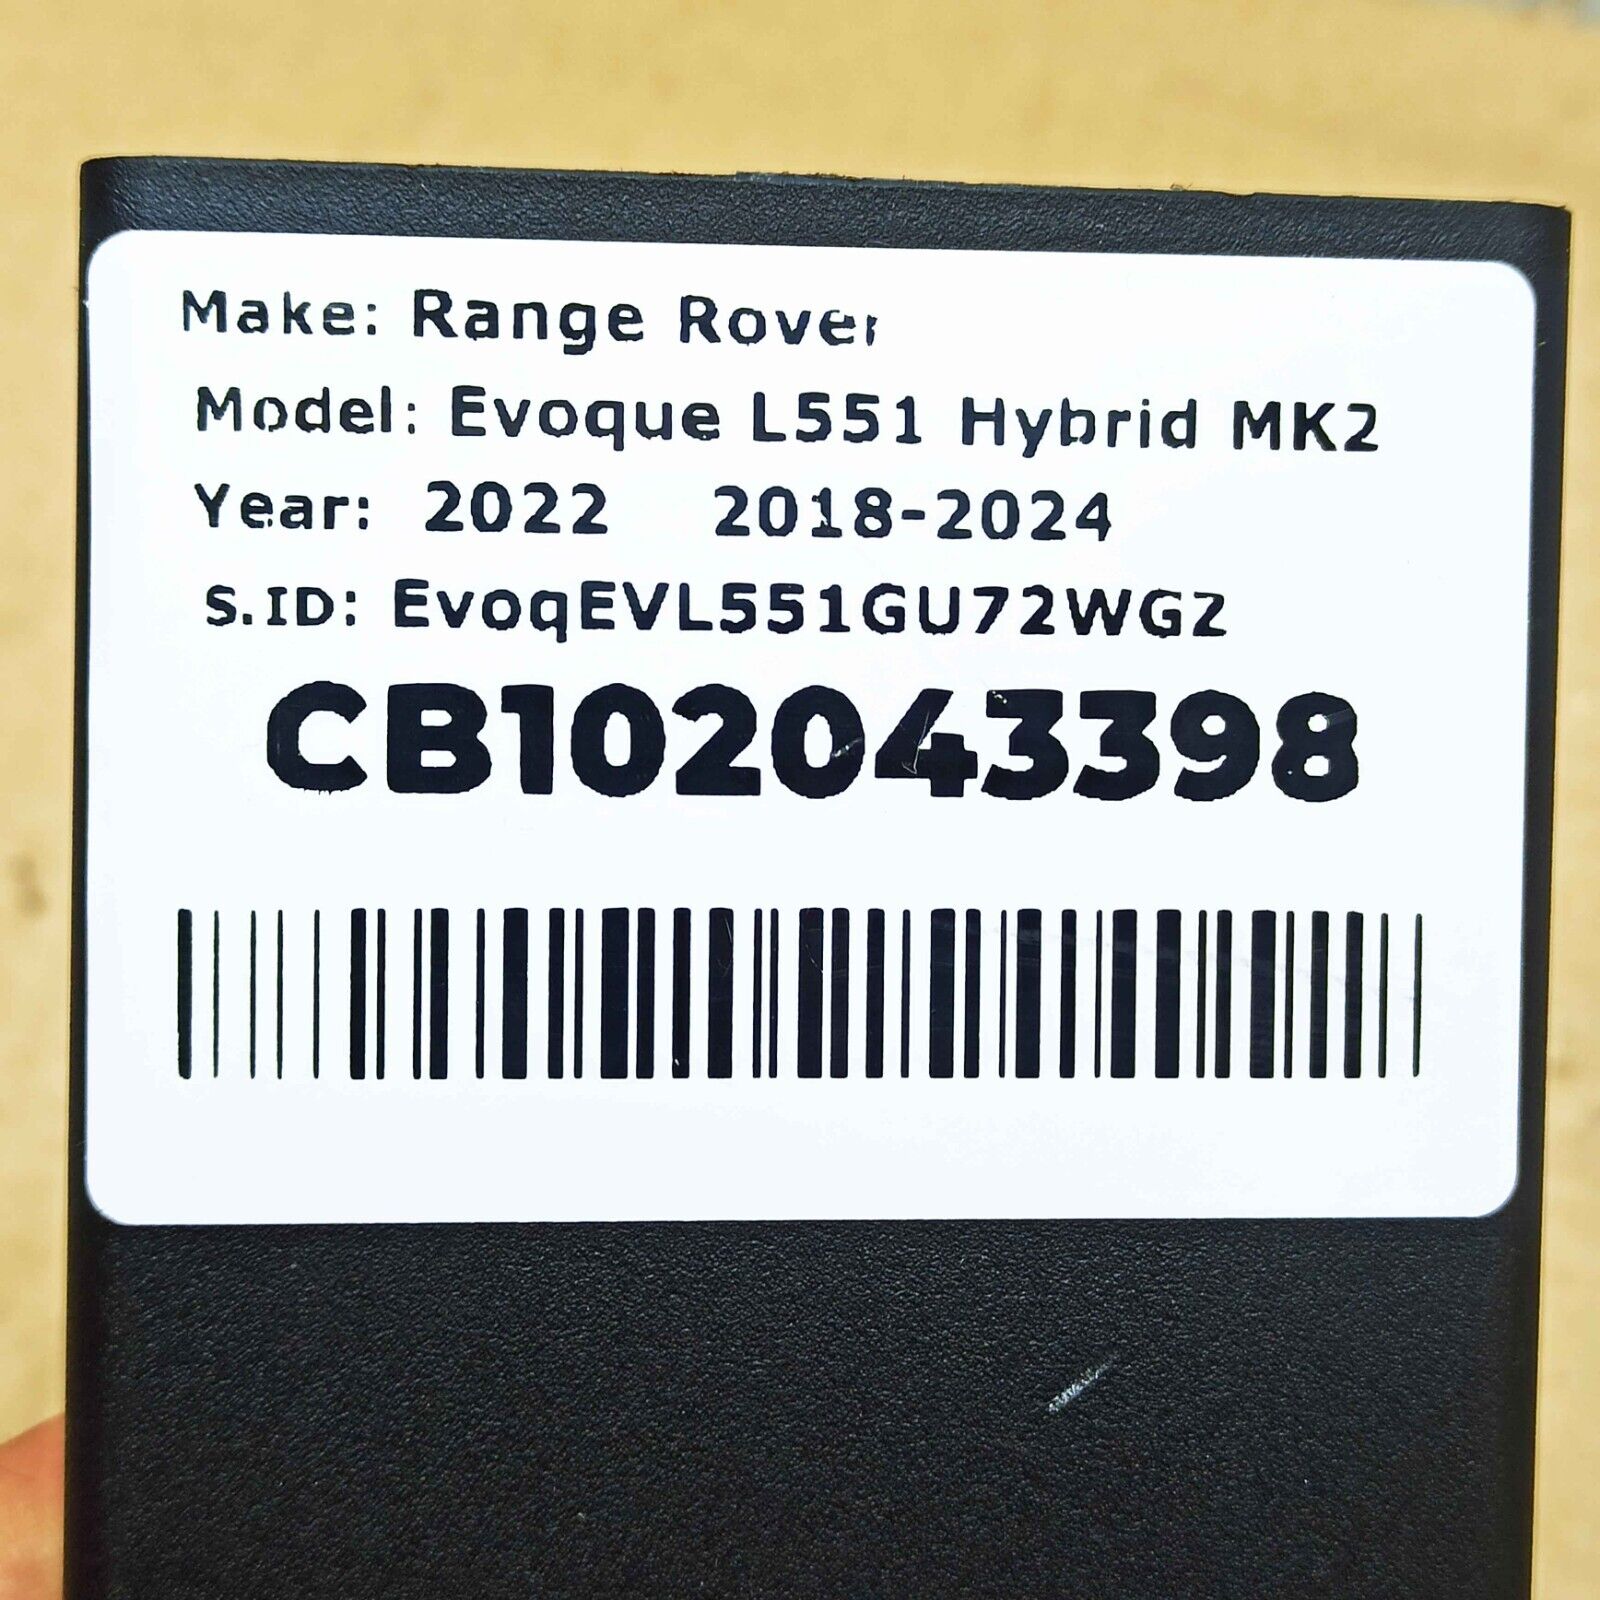 Make: Range Rover
Model: Evoque L551 Hybrid MK2
Year: 2022 2018-2024
S.ID: EvoqEVL551GU72WGZ
CB102043398